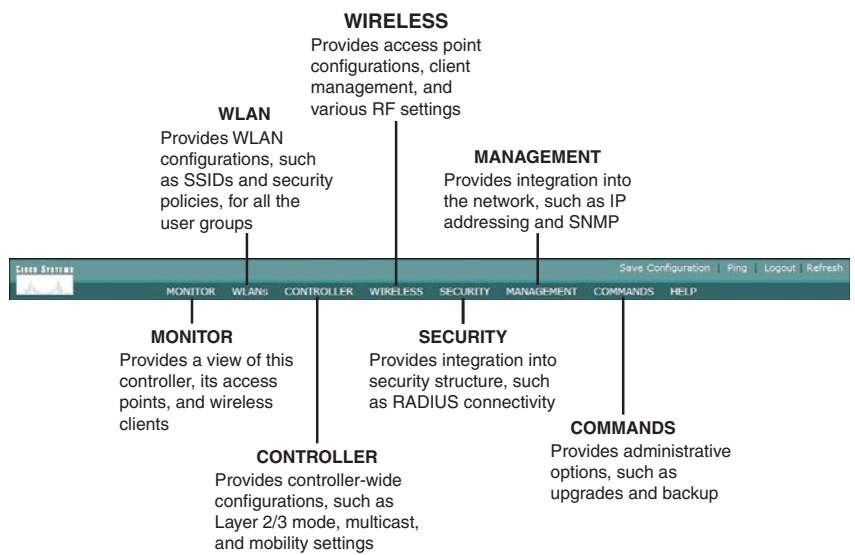 WIRELESS
Provides access point
configurations, client
management, and
various RF settings
WLAN
Provides WLAN
configurations, such
as SSIDs and security
policies, for all the
user groups
MANAGEMENT
Provides integration into
the network, such as IP
addressing and SNMP
CISCO SYSTEMS
Save Configuration | Ping | Logout | Refresh
MONITOR WLANs CONTROLLER WIRELESS SECURITY MANAGEMENT COMMANDS HELP
MONITOR
Provides a view of this
controller, its access
points, and wireless
clients
SECURITY
Provides integration into
security structure, such
as RADIUS connectivity
CONTROLLER
Provides controller-wide
configurations, such as
Layer 2/3 mode, multicast,
and mobility settings
COMMANDS
Provides administrative
options, such as
upgrades and backup